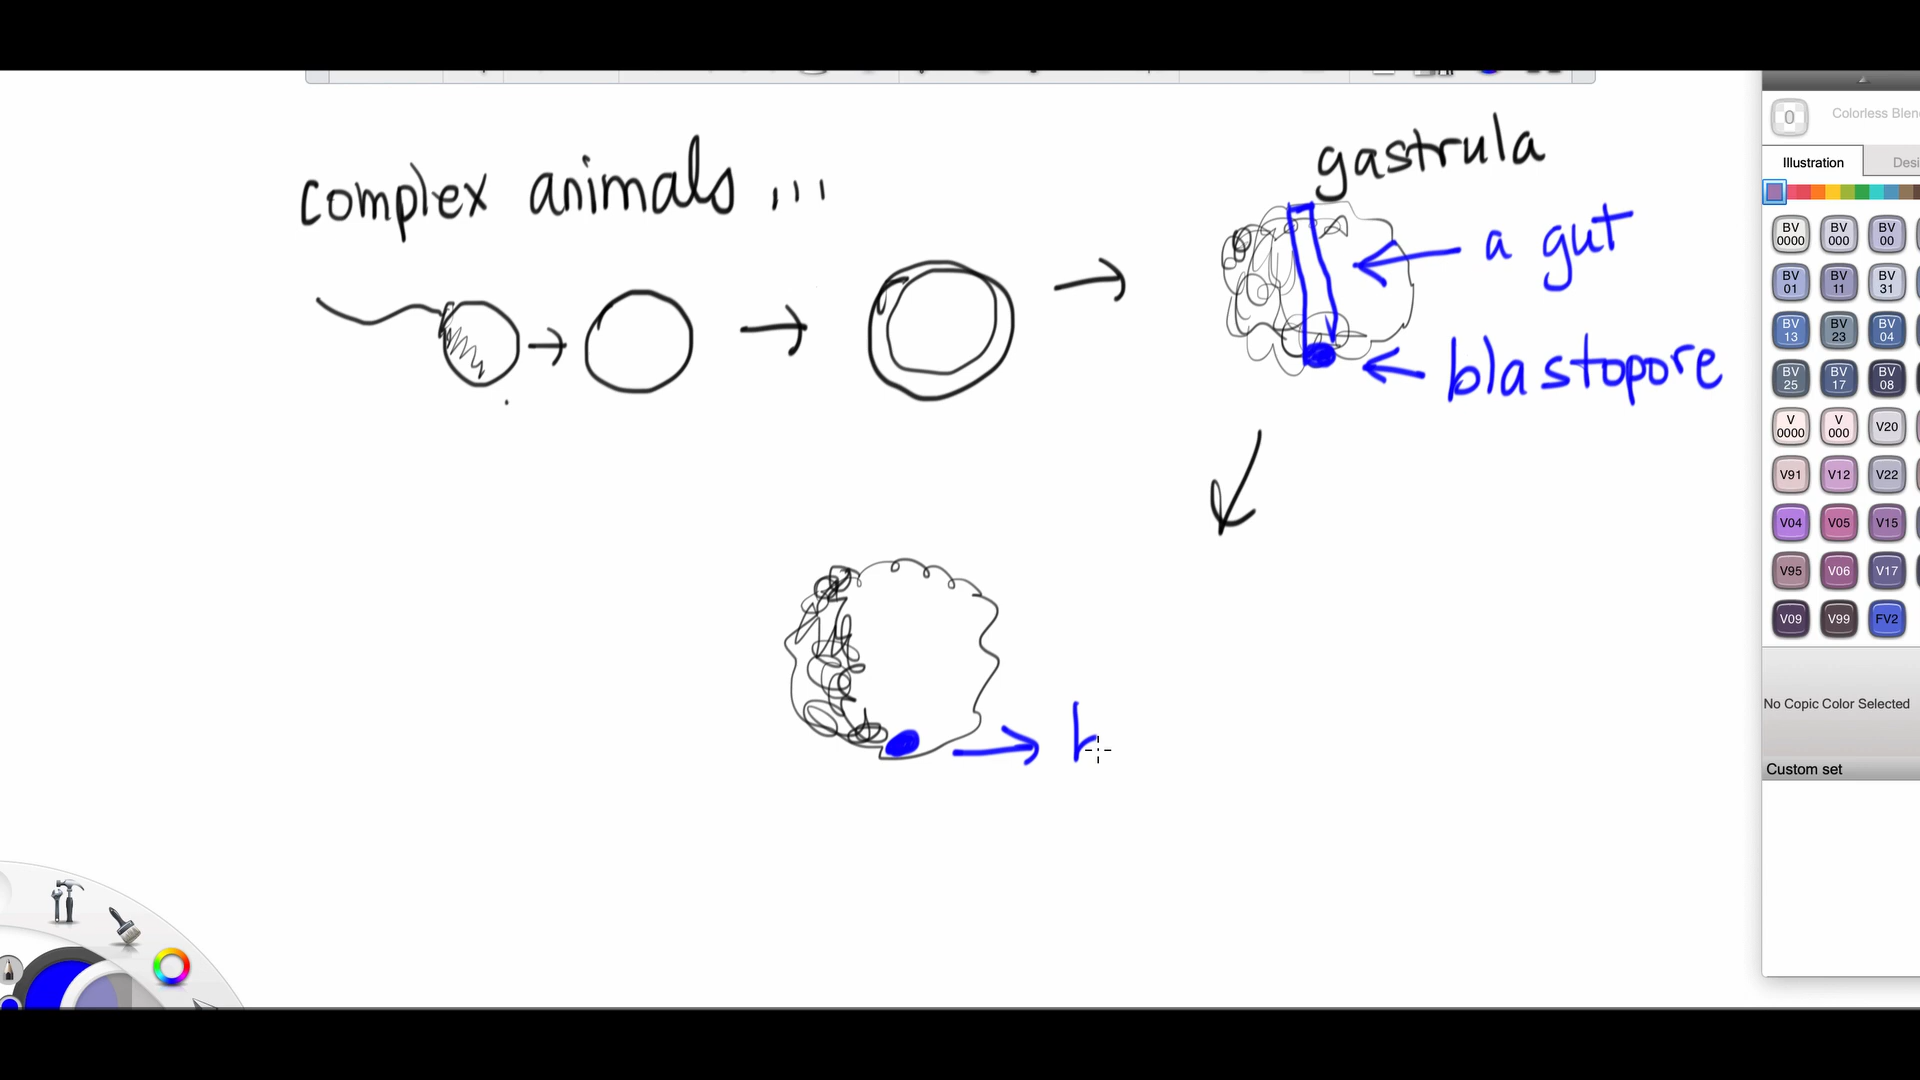 complex animals ...
gastrula
a gut
blastopore
Colorless Blen
0
Illustration Desi
BV 0000 BV 000 BV 00
BV 01 BV 11 BV 31
BV 13 BV 23 BV 04
BV 25 BV 17 BV 08
V 0000 V 000 V20
V91 V12 V22
V04 V05 V15
V95 V06 V17
V09 V99 FV2
No Copic Color Selected
Custom set